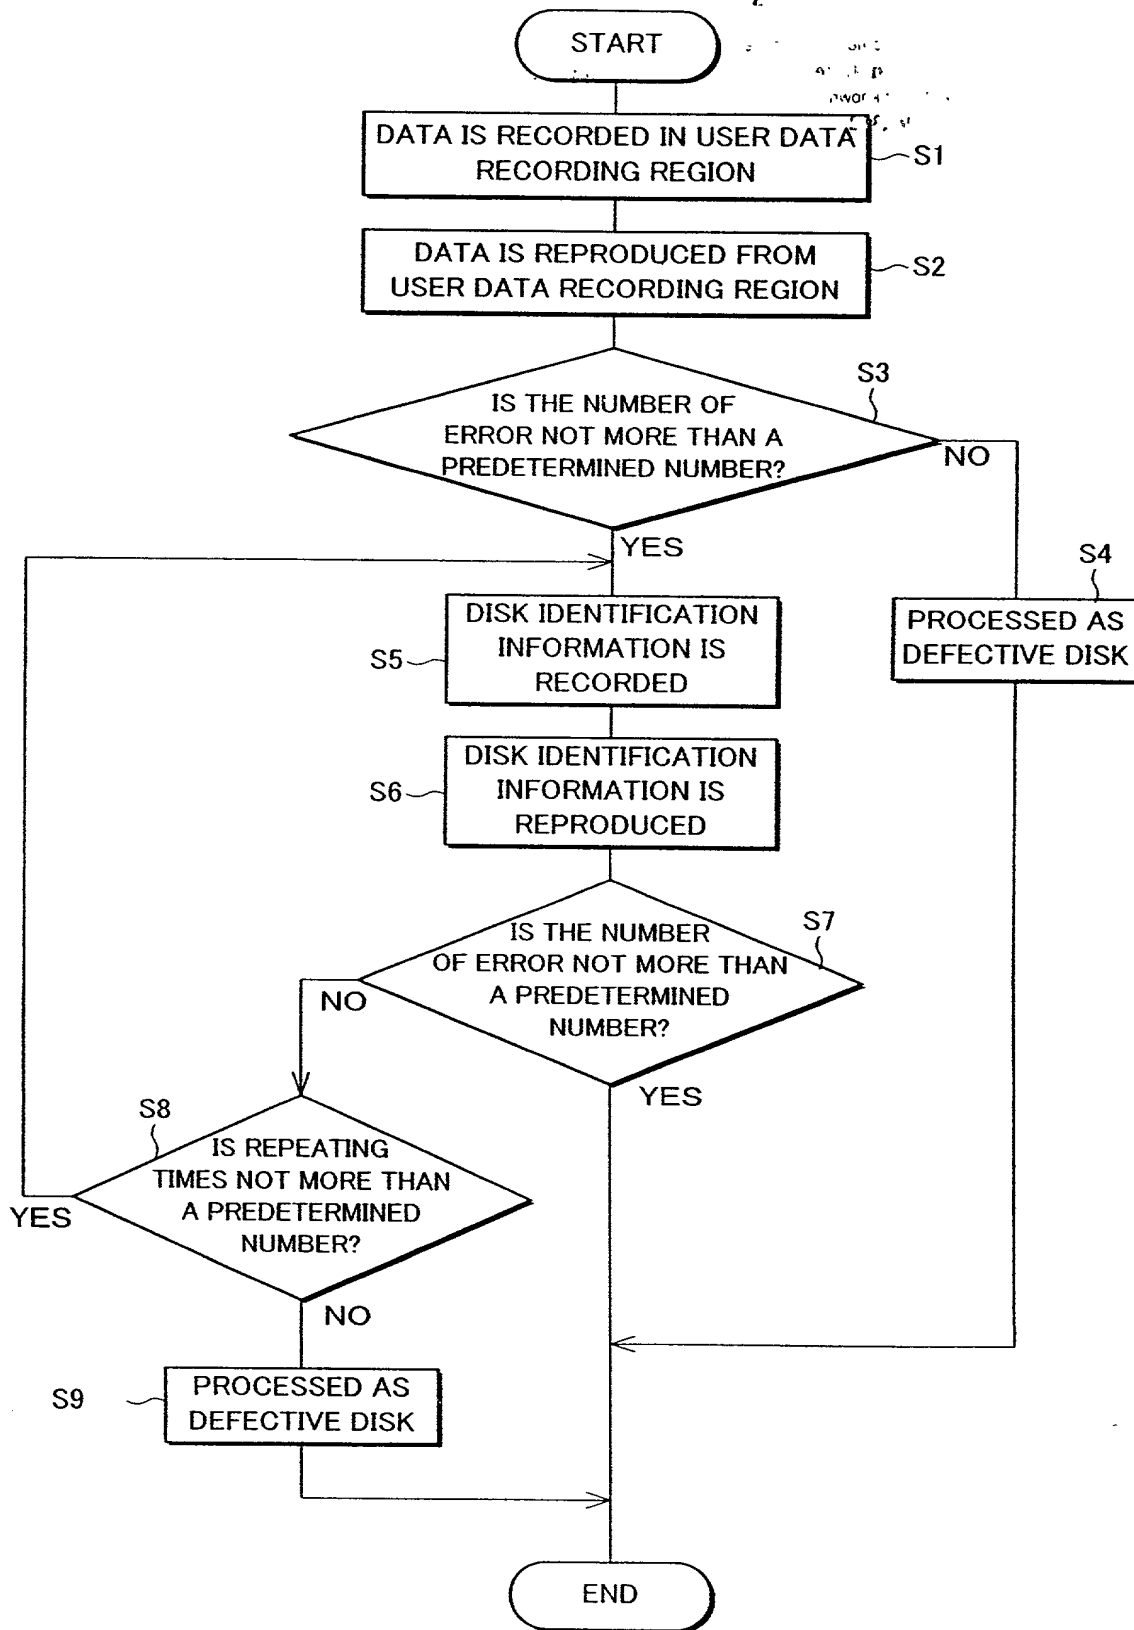 START
DATA IS RECORDED IN USER DATA
RECORDING REGION
S1
DATA IS REPRODUCED FROM
USER DATA RECORDING REGION
S2
S3
IS THE NUMBER OF
ERROR NOT MORE THAN A
PREDETERMINED NUMBER?
NO
YES
S4
PROCESSED AS
DEFECTIVE DISK
DISK IDENTIFICATION
INFORMATION IS
RECORDED
S5
DISK IDENTIFICATION
INFORMATION IS
REPRODUCED
S6
S7
IS THE NUMBER
OF ERROR NOT MORE THAN
A PREDETERMINED
NUMBER?
NO
YES
S8
IS REPEATING
TIMES NOT MORE THAN
A PREDETERMINED
NUMBER?
YES
NO
S9
PROCESSED AS
DEFECTIVE DISK
END